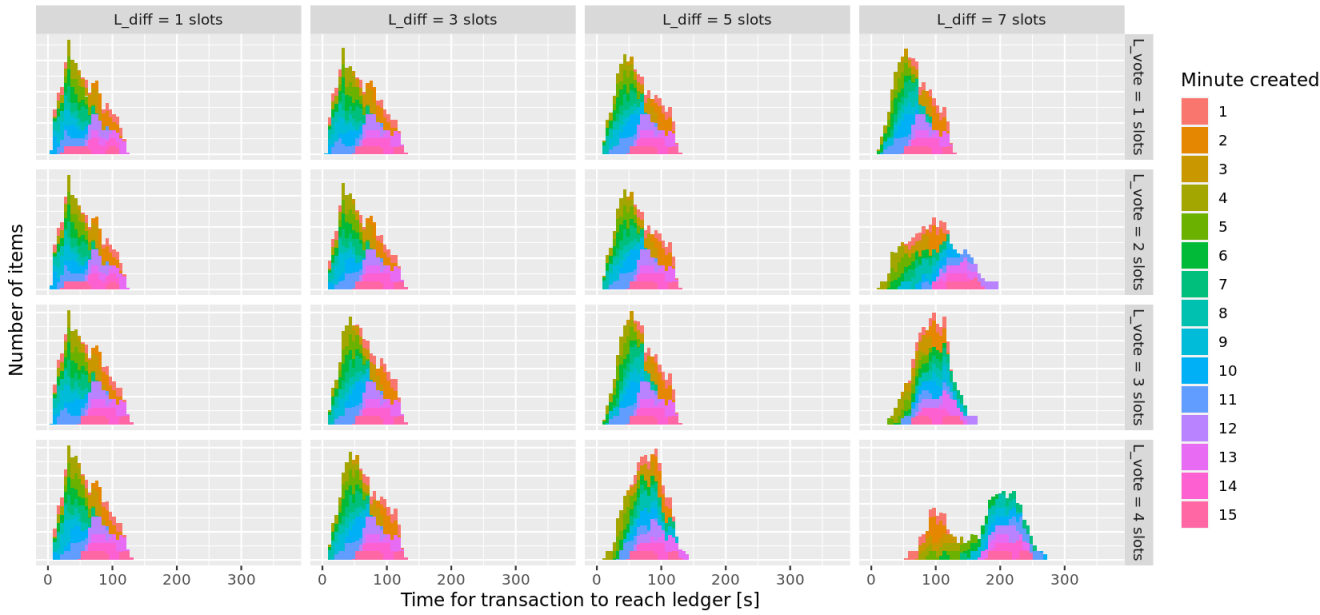 L_diff = 1 slots
L_diff = 3 slots
L_diff = 5 slots
L_diff = 7 slots
L_vote = 1 slots
L_vote = 2 slots
L_vote = 3 slots
L_vote = 4 slots
Number of items
0 100 200 300
0 100 200 300
0 100 200 300
0 100 200 300
Time for transaction to reach ledger [s]
Minute created
1
2
3
4
5
6
7
8
9
10
11
12
13
14
15